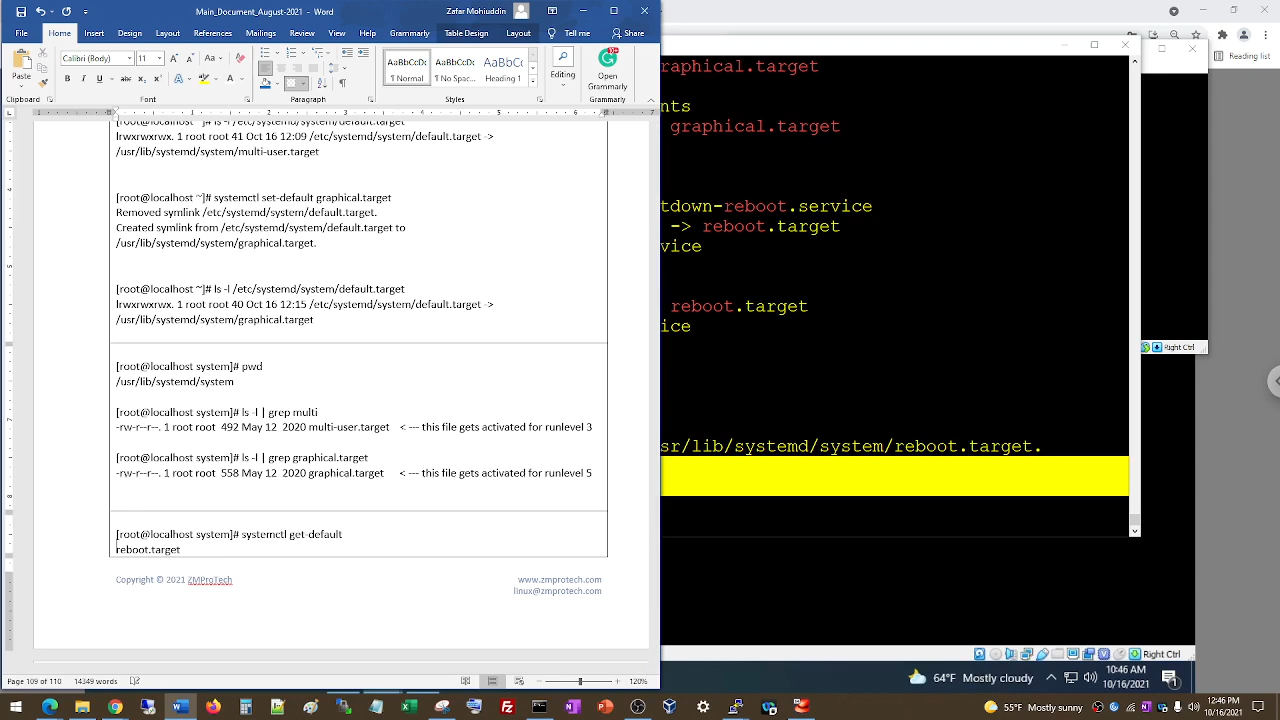 Document_August-2021 - Word
Zafar Mohiuddin
File Home Insert Design Layout References Mailings Review View Help Table Design Layout Tell me Share
Paste
Calibri (Body) 11
Clipboard Font Paragraph Styles
AaBbCcDc AaBbCcDc AaBbC
1 Normal 1 No Spac... Heading 1
Editing
Open Grammarly
Grammarly
[root@localhost ~]# ls -l /etc/systemd/system/default.target
lrwxrwxrwx. 1 root root 41 Oct 16 12:09 /etc/systemd/system/default.target ->
/usr/lib/systemd/system/multi-user.target
[root@localhost ~]# systemctl set-default graphical.target
Removed symlink /etc/systemd/system/default.target.
Created symlink from /etc/systemd/system/default.target to
/usr/lib/systemd/system/graphical.target.
[root@localhost ~]# ls -l /etc/systemd/system/default.target
lrwxrwxrwx. 1 root root 40 Oct 16 12:15 /etc/systemd/system/default.target ->
/usr/lib/systemd/system/graphical.target
[root@localhost system]# pwd
/usr/lib/systemd/system
[root@localhost system]# ls -l | grep multi
-rw-r--r--. 1 root root 492 May 12 2020 multi-user.target < --- this file gets activated for runlevel 3
[root@localhost system]# ls -l | grep graphical.target
-rw-r--r--. 1 root root 558 May 12 2020 graphical.target < --- this file gets activated for runlevel 5
[root@localhost system]# systemctl get-default
reboot.target
Copyright © 2021 ZMProTech
www.zmprotech.com
linux@zmprotech.com
Page 109 of 110 14349 words
120%
raphical.target
nts
graphical.target
tdown-reboot.service
-> reboot.target
vice
reboot.target
ice
sr/lib/systemd/system/reboot.target.
Reading list
Right Ctrl
Right Ctrl
64°F Mostly cloudy
10:46 AM
10/16/2021
12:46 PM
10/16/2021